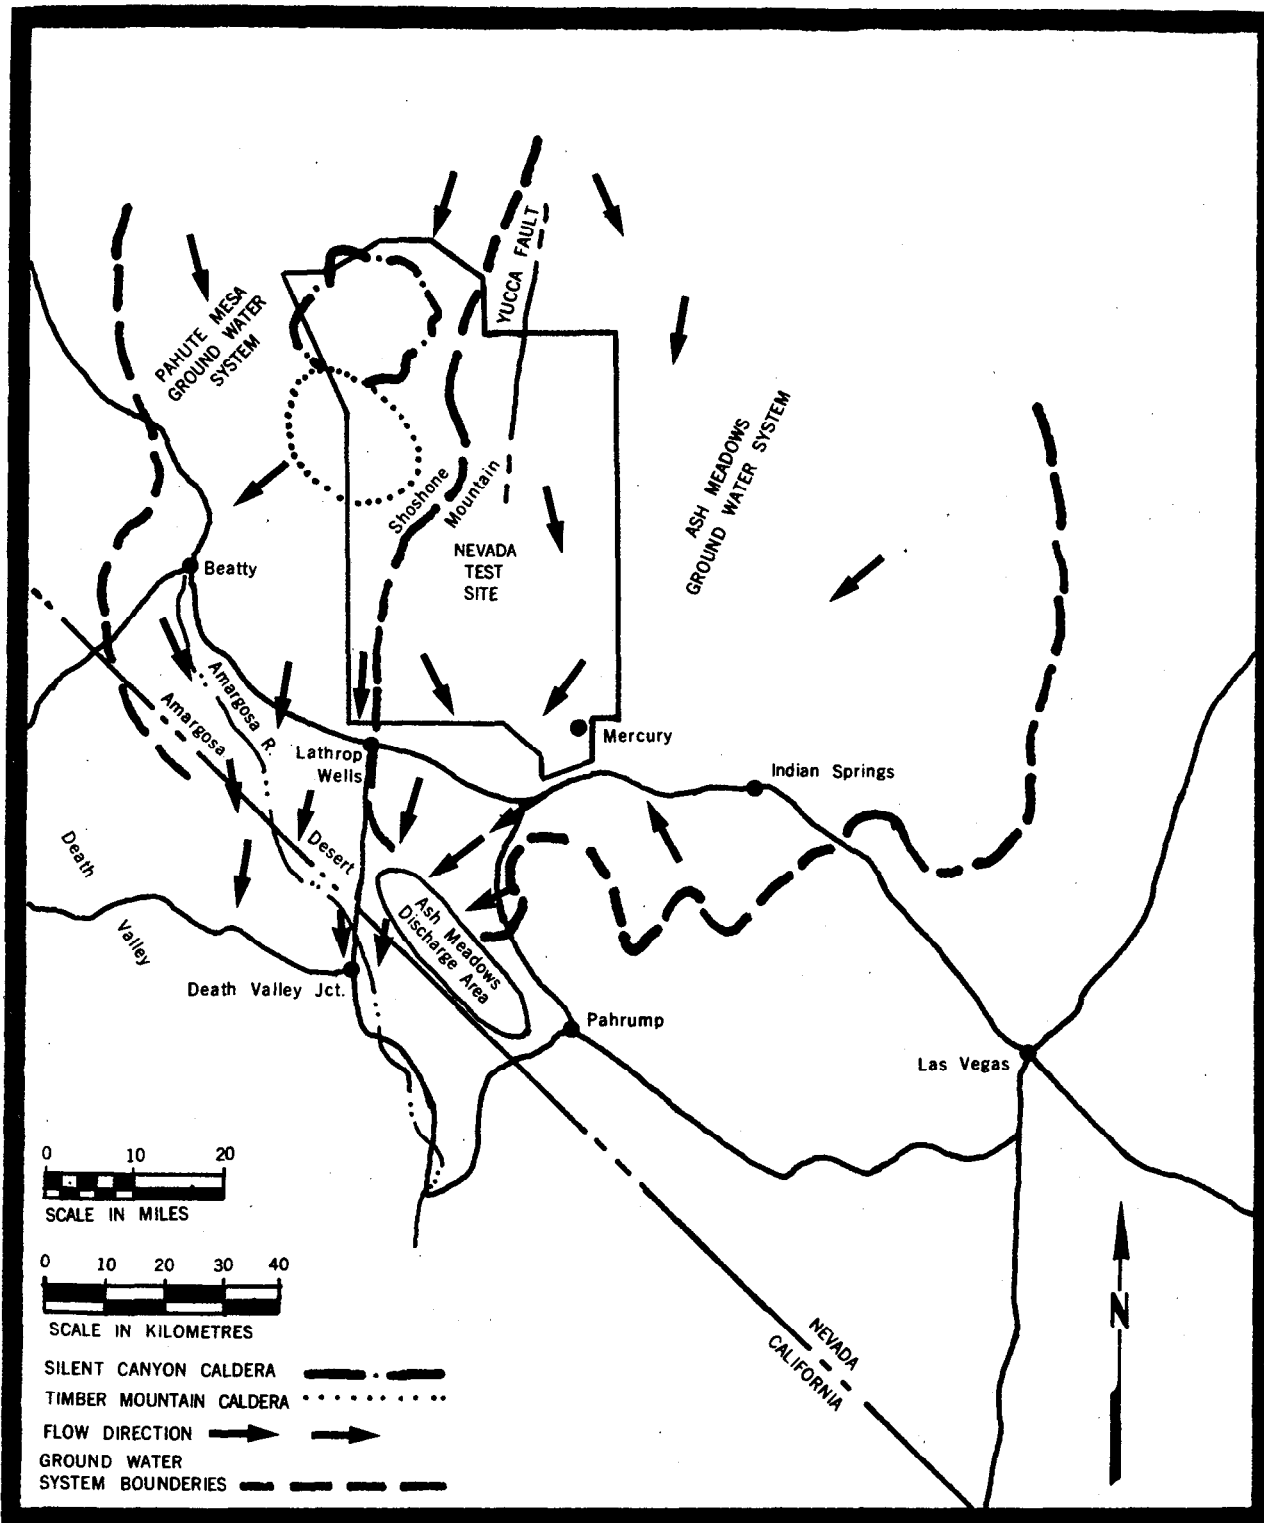 YUCCA FAULT
PAHUTE MESA
GROUND WATER
SYSTEM
ASH MEADOWS
GROUND WATER SYSTEM
Shoshone
Mountain
NEVADA
TEST
SITE
Beatty
Amargosa R.
Amargosa
Desert
Mercury
Lathrop
Wells
Indian Springs
Death
Valley
Ash Meadows
Discharge Area
Death Valley Jct.
Pahrump
Las Vegas
0 10 20
SCALE IN MILES
0 10 20 30 40
SCALE IN KILOMETRES
N
NEVADA
CALIFORNIA
SILENT CANYON CALDERA
TIMBER MOUNTAIN CALDERA
FLOW DIRECTION
GROUND WATER
SYSTEM BOUNDERIES